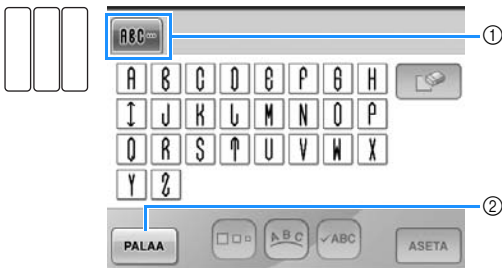 ABC ①
A B C D E F G H
I J K L M N O P
Q R S T U V W X
Y Z
②
PALAA ABC ✓ABC ASETA